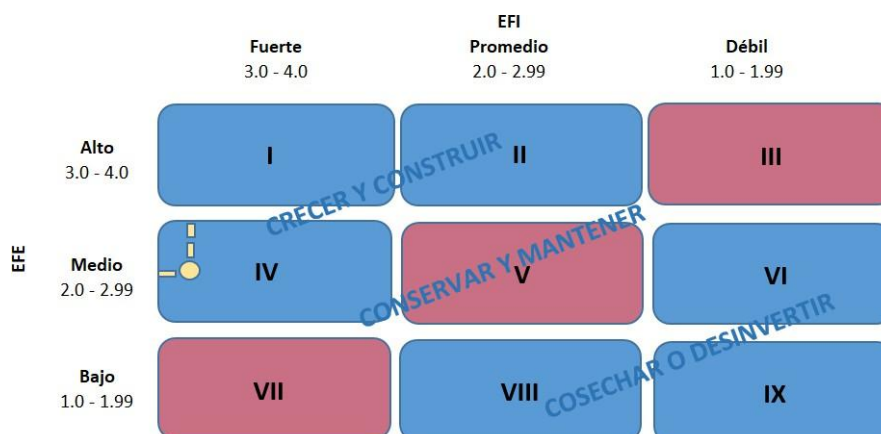 EFI
Fuerte
3.0 - 4.0
Promedio
2.0 - 2.99
Débil
1.0 - 1.99
EFE
Alto
3.0 - 4.0
I
II
III
CRECER Y CONSTRUIR
Medio
2.0 - 2.99
IV
V
VI
CONSERVAR Y MANTENER
Bajo
1.0 - 1.99
VII
VIII
IX
COSECHAR O DESINVERTIR